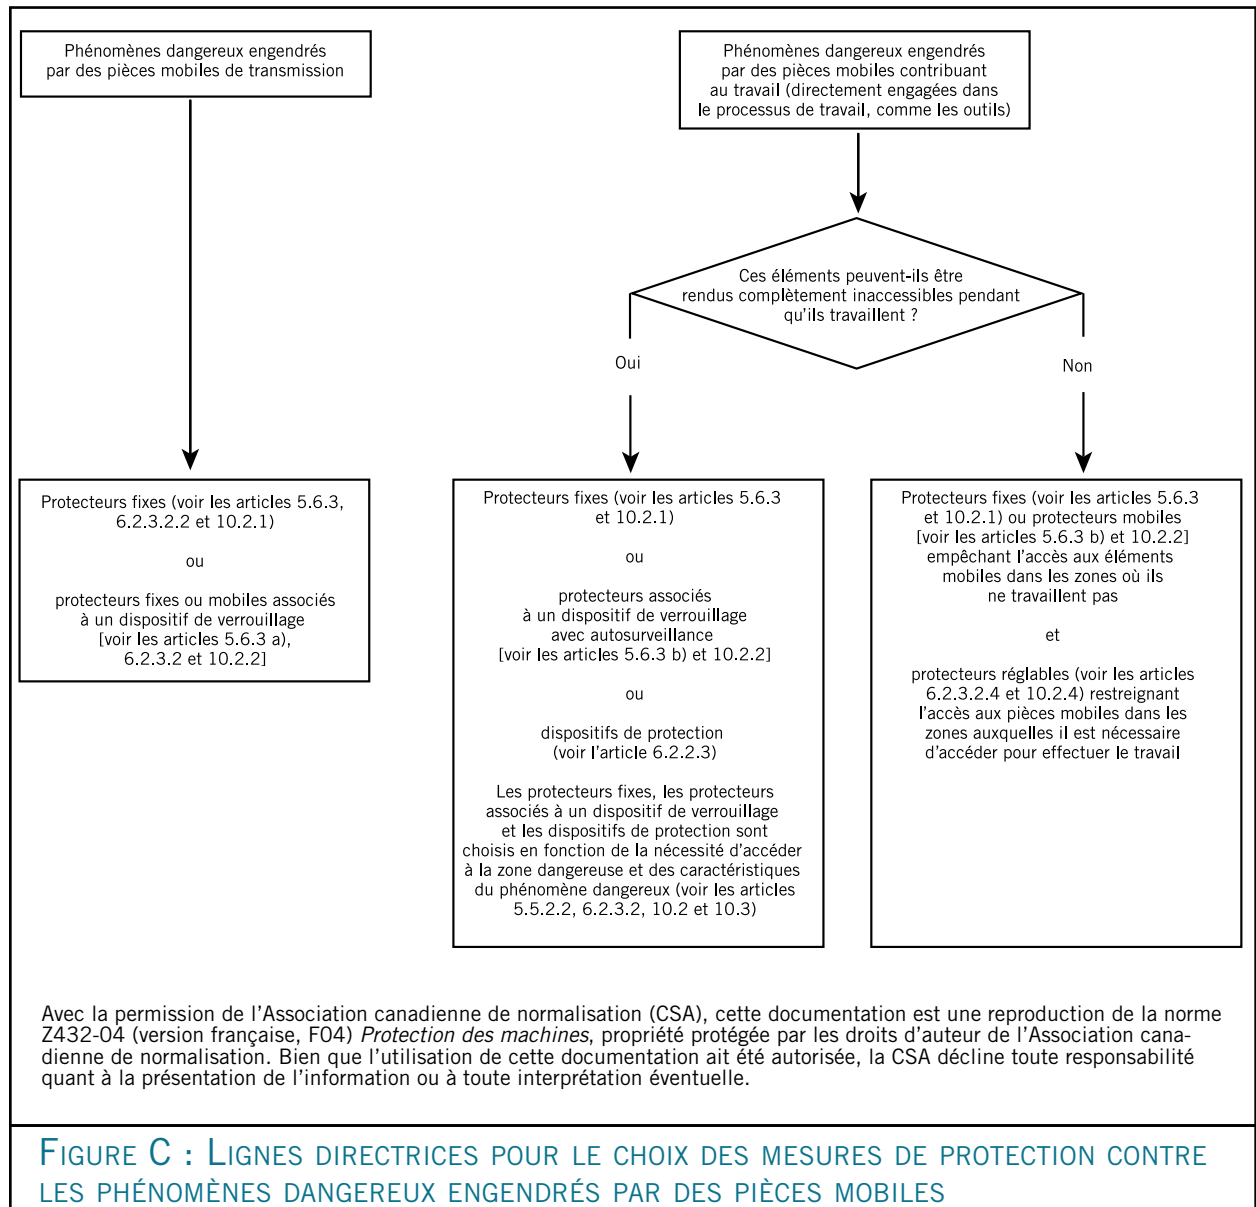 Phénomènes dangereux engendrés
par des pièces mobiles de transmission
Phénomènes dangereux engendrés
par des pièces mobiles contribuant
au travail (directement engagées dans
le processus de travail, comme les outils)
Ces éléments peuvent-ils être
rendus complètement inaccessibles pendant
qu'ils travaillent ?
Oui
Non
Protecteurs fixes (voir les articles 5.6.3,
6.2.3.2.2 et 10.2.1)
ou
protecteurs fixes ou mobiles associés
à un dispositif de verrouillage
[voir les articles 5.6.3 a),
6.2.3.2 et 10.2.2]
Protecteurs fixes (voir les articles 5.6.3
et 10.2.1)
ou
protecteurs associés
à un dispositif de verrouillage
avec autosurveillance
[voir les articles 5.6.3 b) et 10.2.2]
ou
dispositifs de protection
(voir l'article 6.2.2.3)
Les protecteurs fixes, les protecteurs
associés à un dispositif de verrouillage
et les dispositifs de protection sont
choisis en fonction de la nécessité d'accéder
à la zone dangereuse et des caractéristiques
du phénomène dangereux (voir les articles
5.5.2.2, 6.2.3.2, 10.2 et 10.3)
Protecteurs fixes (voir les articles 5.6.3
et 10.2.1) ou protecteurs mobiles
[voir les articles 5.6.3 b) et 10.2.2]
empêchant l'accès aux éléments
mobiles dans les zones où ils
ne travaillent pas
et
protecteurs réglables (voir les articles
6.2.3.2.4 et 10.2.4) restreignant
l'accès aux pièces mobiles dans les
zones auxquelles il est nécessaire
d'accéder pour effectuer le travail
Avec la permission de l'Association canadienne de normalisation (CSA), cette documentation est une reproduction de la norme
Z432-04 (version française, F04) Protection des machines, propriété protégée par les droits d'auteur de l'Association cana-
dienne de normalisation. Bien que l'utilisation de cette documentation ait été autorisée, la CSA décline toute responsabilité
quant à la présentation de l'information ou à toute interprétation éventuelle.
FIGURE C : LIGNES DIRECTRICES POUR LE CHOIX DES MESURES DE PROTECTION CONTRE
LES PHÉNOMÈNES DANGEREUX ENGENDRÉS PAR DES PIÈCES MOBILES